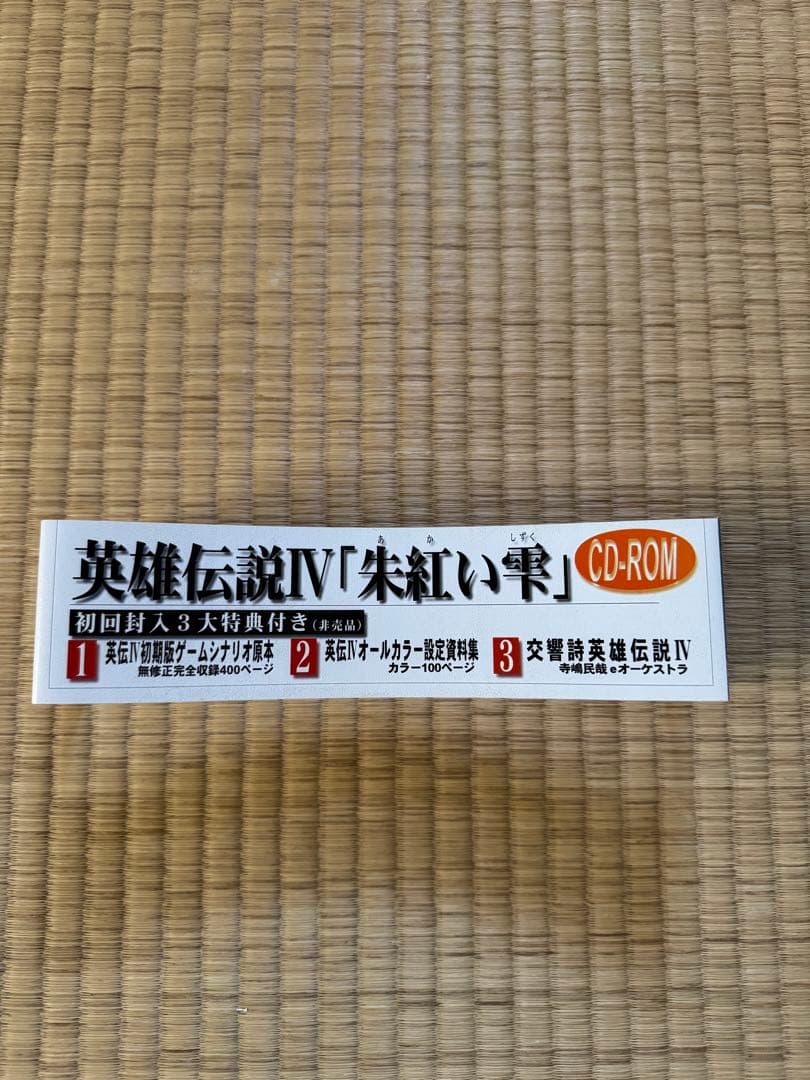 あか しずく
英雄伝説Ⅳ「朱紅い雫」 CD-ROM
初回封入3大特典付き(非売品)
1 英伝Ⅳ初期版ゲームシナリオ原本
無修正完全収録400ページ
2 英伝Ⅳオールカラー設定資料集
カラー100ページ
3 交響詩英雄伝説Ⅳ
寺嶋民哉eオーケストラ